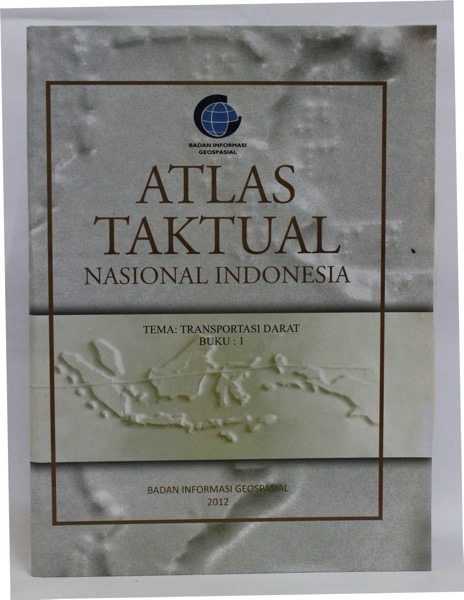 BADAN INFORMASI
GEOSPASIAL
ATLAS
TAKTUAL
NASIONAL INDONESIA
TEMA: TRANSPORTASI DARAT
BUKU : I
BADAN INFORMASI GEOSPASIAL
2012